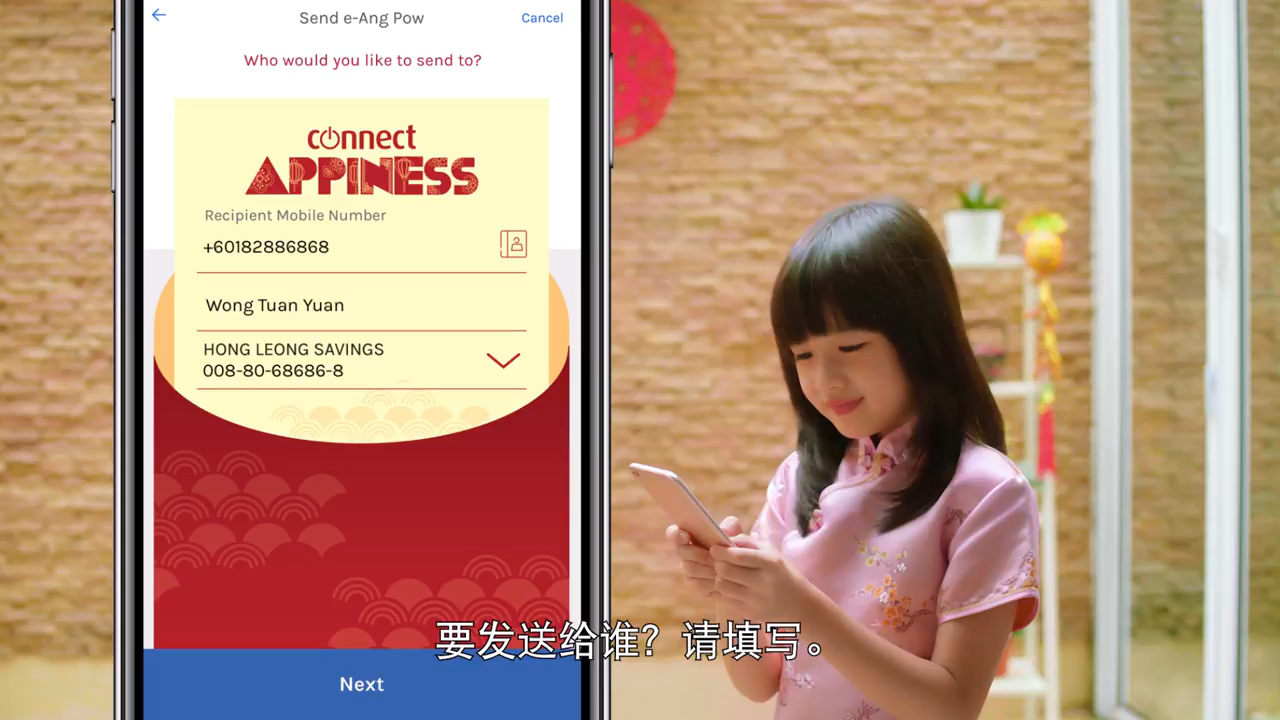 Send e-Ang Pow
Cancel
Who would you like to send to?
connect
APPINESS
Recipient Mobile Number
+60182886868
Wong Tuan Yuan
HONG LEONG SAVINGS
008-80-68686-8
要发送给谁？请填写。
Next